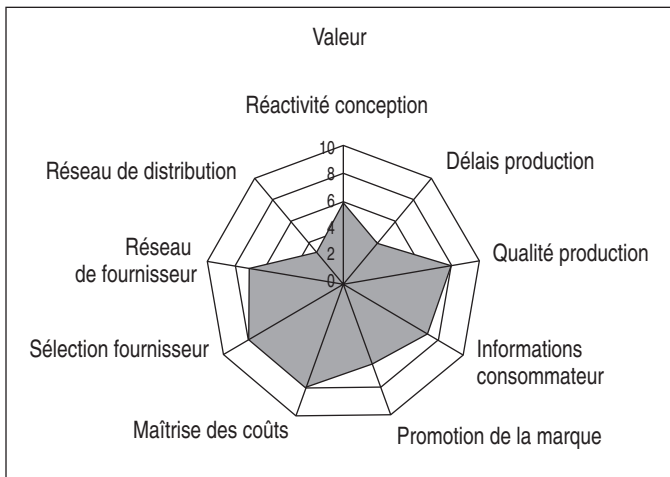 Valeur
Réactivité conception
10
8
6
4
2
0
Délais production
Qualité production
Informations
consommateur
Promotion de la marque
Maîtrise des coûts
Sélection fournisseur
Réseau
de fournisseur
Réseau de distribution